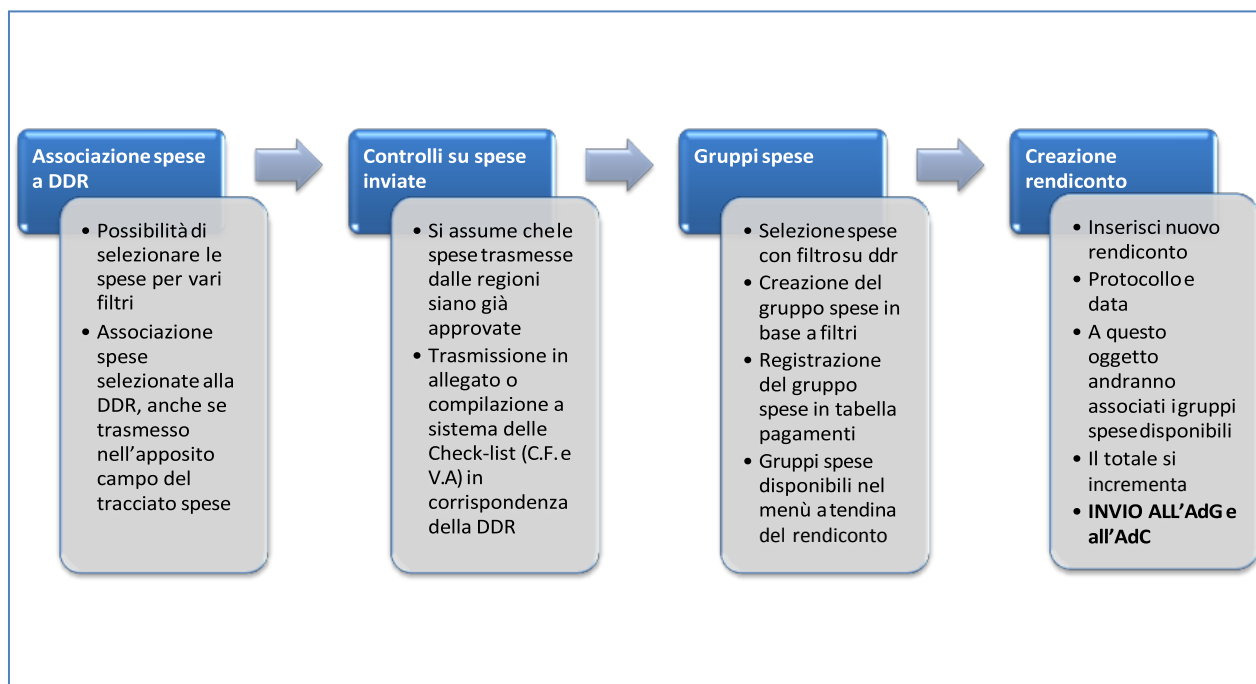 Associazione spese
a DDR
• Possibilità di
selezionare le
spese per vari
filtri
• Associazione
spese
selezionate alla
DDR, anche se
trasmesso
nell’apposito
campo del
tracciato spese
Controlli su spese
inviate
• Si assume che le
spese trasmesse
dalle regioni
siano già
approvate
• Trasmissione in
allegato o
compilazione a
sistema delle
Check-list (C.F. e
V.A) in
corrispondenza
della DDR
Gruppi spese
• Selezione spese
con filtro su ddr
• Creazione del
gruppo spese in
base a filtri
• Registrazione
del gruppo
spese in tabella
pagamenti
• Gruppi spese
disponibili nel
menù a tendina
del rendiconto
Creazione
rendiconto
• Inserisci nuovo
rendiconto
• Protocollo e
data
• A questo
oggetto
andranno
associati i gruppi
spese disponibili
• Il totale si
incrementa
• INVIO ALL’AdG e
all’AdC